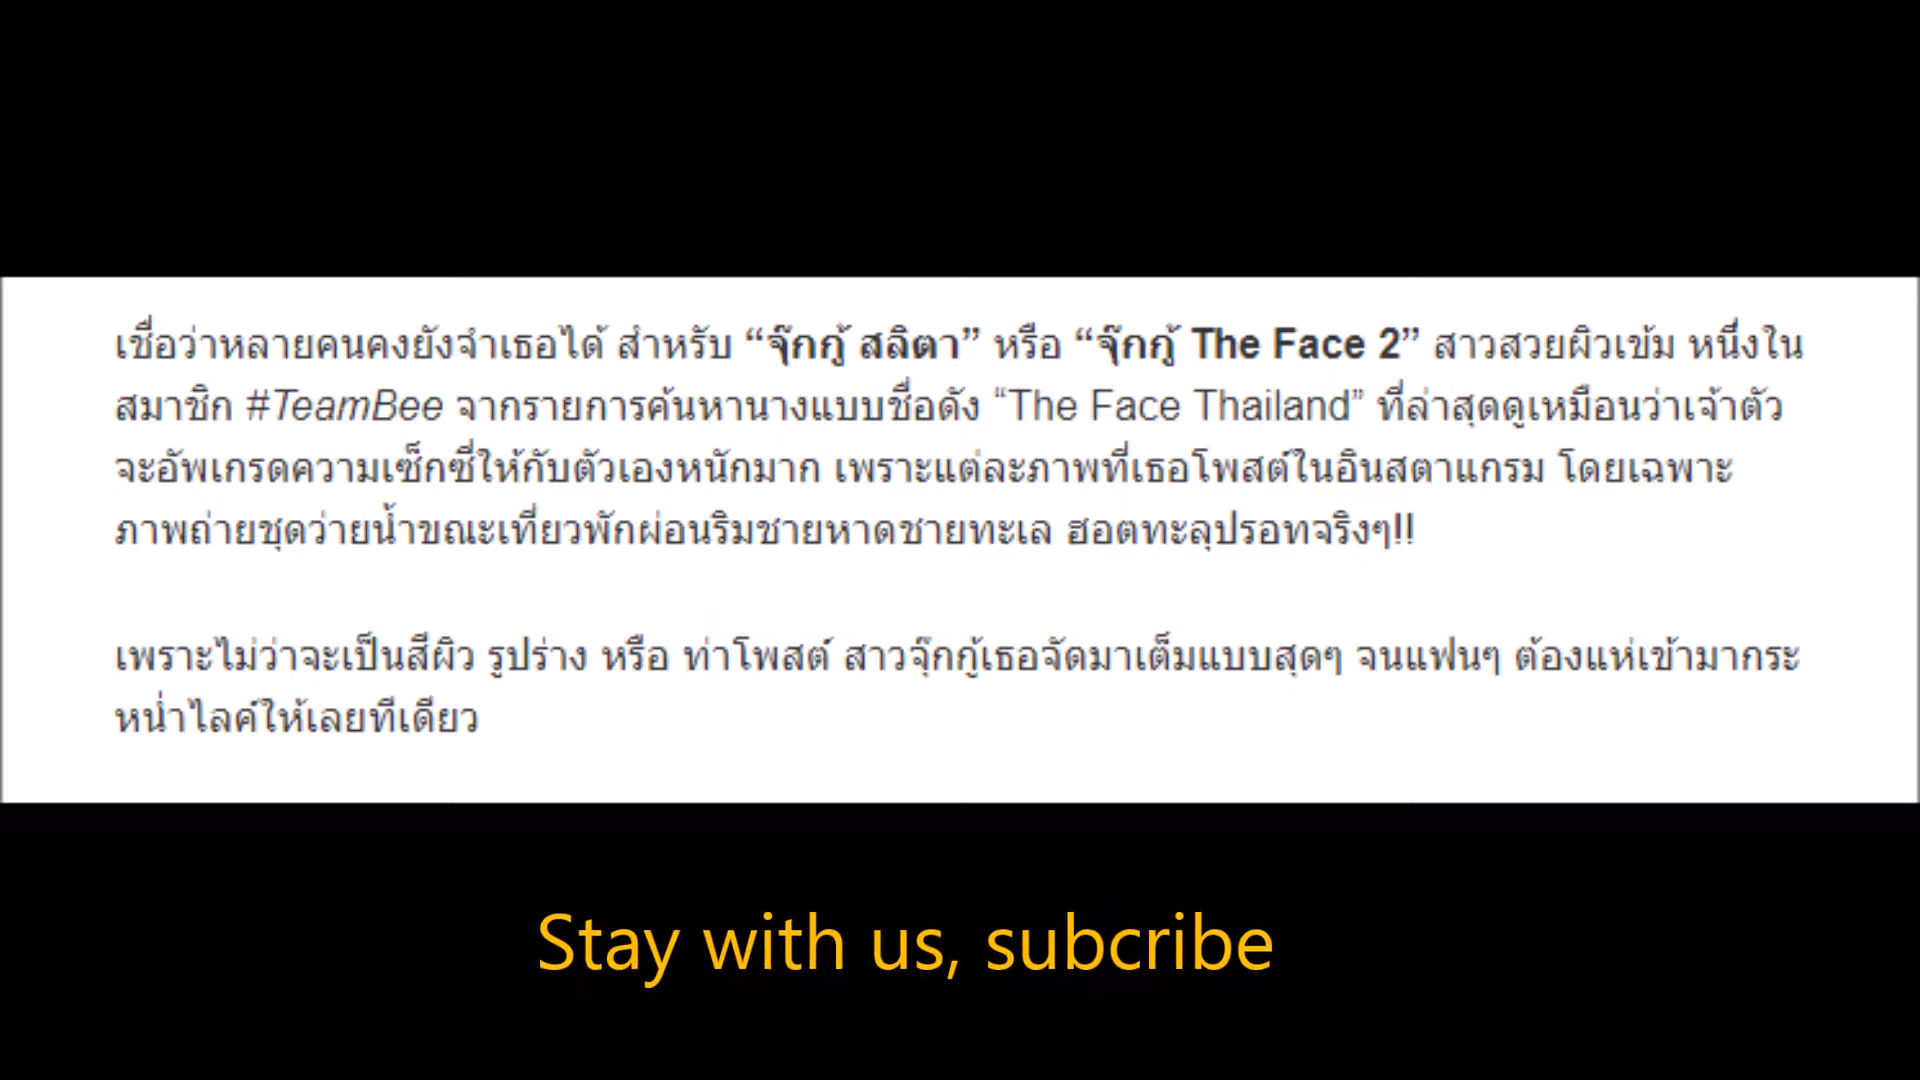 เชื่อว่าหลายคนคงยังจำเธอได้ สำหรับ “จุ๊กกู้ สลิตา” หรือ “จุ๊กกู้ The Face 2” สาวสวยผิวเข้ม หนึ่งใน
สมาชิก #TeamBee จากรายการค้นหานางแบบชื่อดัง “The Face Thailand” ที่ล่าสุดดูเหมือนว่าเจ้าตัว
จะอัพเกรดความเซ็กซี่ให้กับตัวเองหนักมาก เพราะแต่ละภาพที่เธอโพสต์ในอินสตาแกรม โดยเฉพาะ
ภาพถ่ายชุดว่ายน้ำขณะเที่ยวพักผ่อนริมชายหาดชายทะเล ฮอตทะลุปรอทจริงๆ!!
เพราะไม่ว่าจะเป็นสีผิว รูปร่าง หรือ ท่าโพสต์ สาวจุ๊กกู้เธอจัดมาเต็มแบบสุดๆ จนแฟนๆ ต้องแห่เข้ามากระ
หน่ำไลค์ให้เลยทีเดียว
Stay with us, subcribe